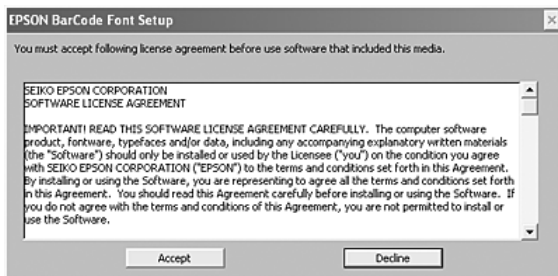 EPSON BarCode Font Setup
You must accept following license agreement before use software that included this media.
SEIKO EPSON CORPORATION
SOFTWARE LICENSE AGREEMENT
IMPORTANT! READ THIS SOFTWARE LICENSE AGREEMENT CAREFULLY. The computer software
product, fontware, typefaces and/or data, including any accompanying explanatory written materials
(the "Software") should only be installed or used by the Licensee ("you") on the condition you agree
with SEIKO EPSON CORPORATION ("EPSON") to the terms and conditions set forth in this Agreement.
By installing or using the Software, you are representing to agree all the terms and conditions set forth
in this Agreement. You should read this Agreement carefully before installing or using the Software. If
you do not agree with the terms and conditions of this Agreement, you are not permitted to install or
use the Software.
Accept Decline